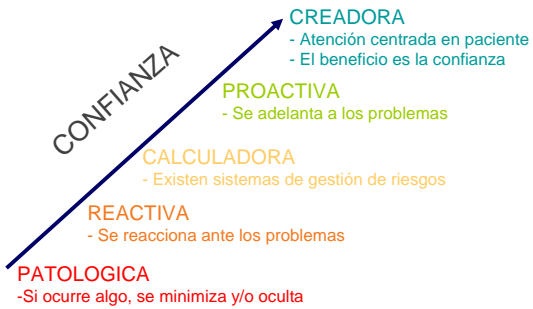 CREADORA
- Atención centrada en paciente
- El beneficio es la confianza
CONFIANZA
PROACTIVA
- Se adelanta a los problemas
CALCULADORA
- Existen sistemas de gestión de riesgos
REACTIVA
- Se reacciona ante los problemas
PATOLOGICA
-Si ocurre algo, se minimiza y/o oculta